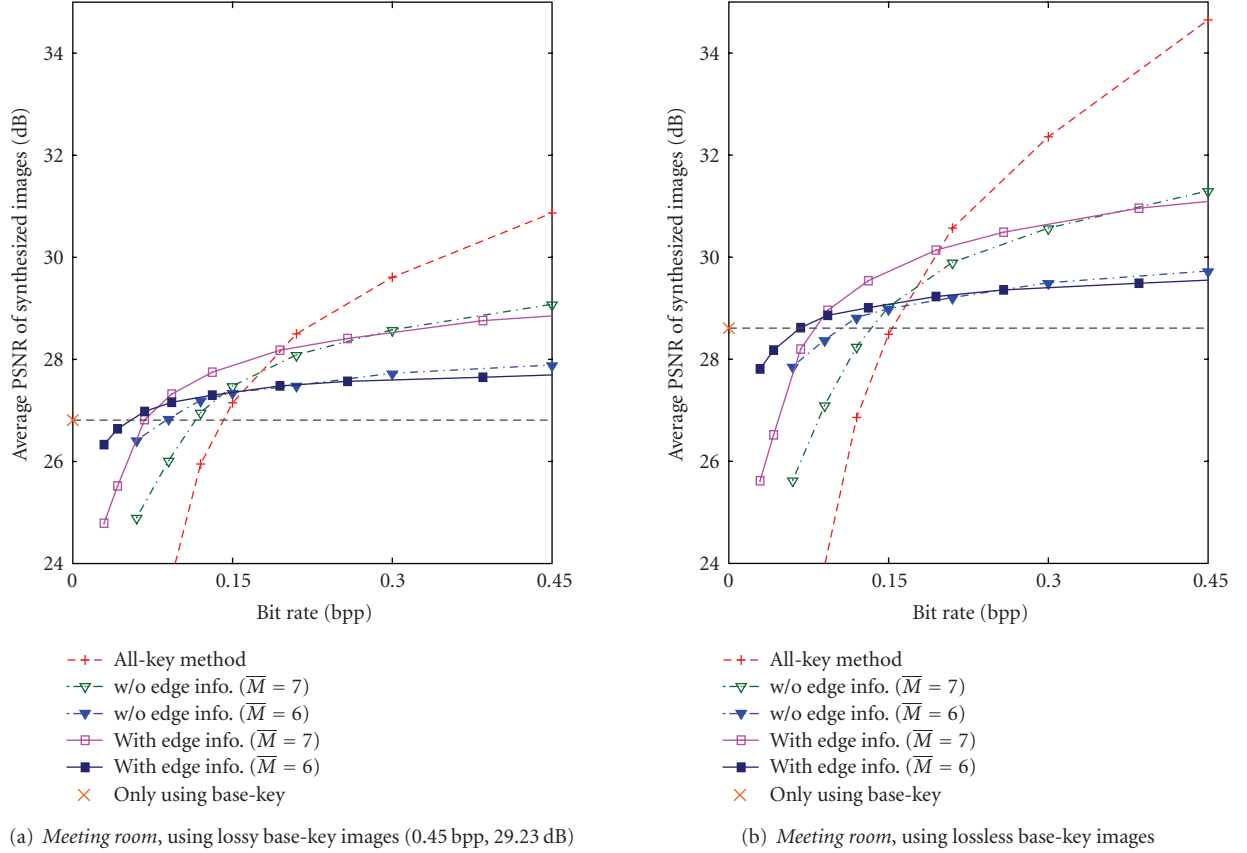 Average PSNR of synthesized images (dB)
34
32
30
28
26
24
0
0.15
0.3
0.45
Bit rate (bpp)
All-key method
w/o edge info. (M̅ = 7)
w/o edge info. (M̅ = 6)
With edge info. (M̅ = 7)
With edge info. (M̅ = 6)
Only using base-key
(a) Meeting room, using lossy base-key images (0.45 bpp, 29.23 dB)
Average PSNR of synthesized images (dB)
34
32
30
28
26
24
0
0.15
0.3
0.45
Bit rate (bpp)
All-key method
w/o edge info. (M̅ = 7)
w/o edge info. (M̅ = 6)
With edge info. (M̅ = 7)
With edge info. (M̅ = 6)
Only using base-key
(b) Meeting room, using lossless base-key images